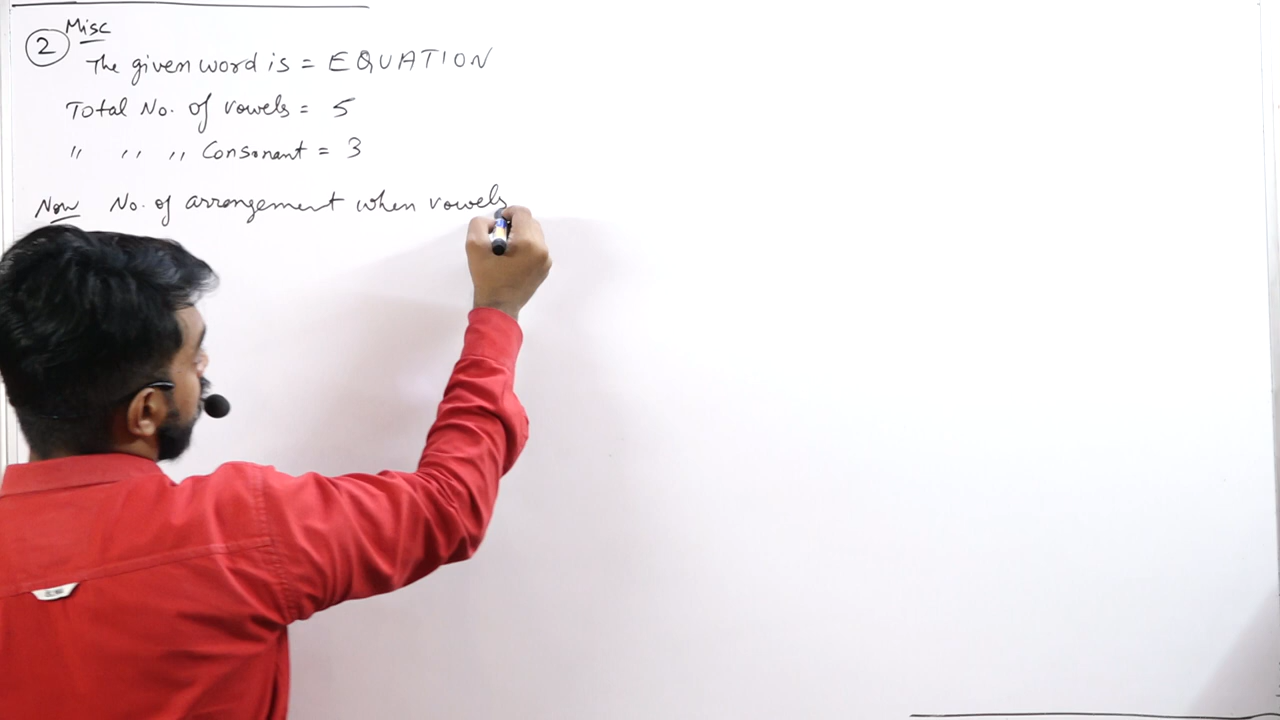 Misc
2 The given word is = EQUATION
Total No. of vowels = 5
" " " Consonant = 3
Now No. of arrangement when vowels